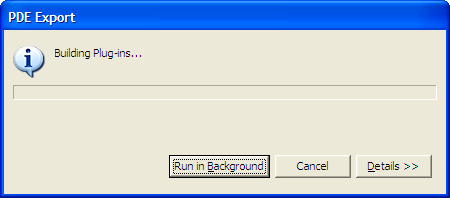 PDE Export
Building Plug-ins...
Run in Background
Cancel
Details >>